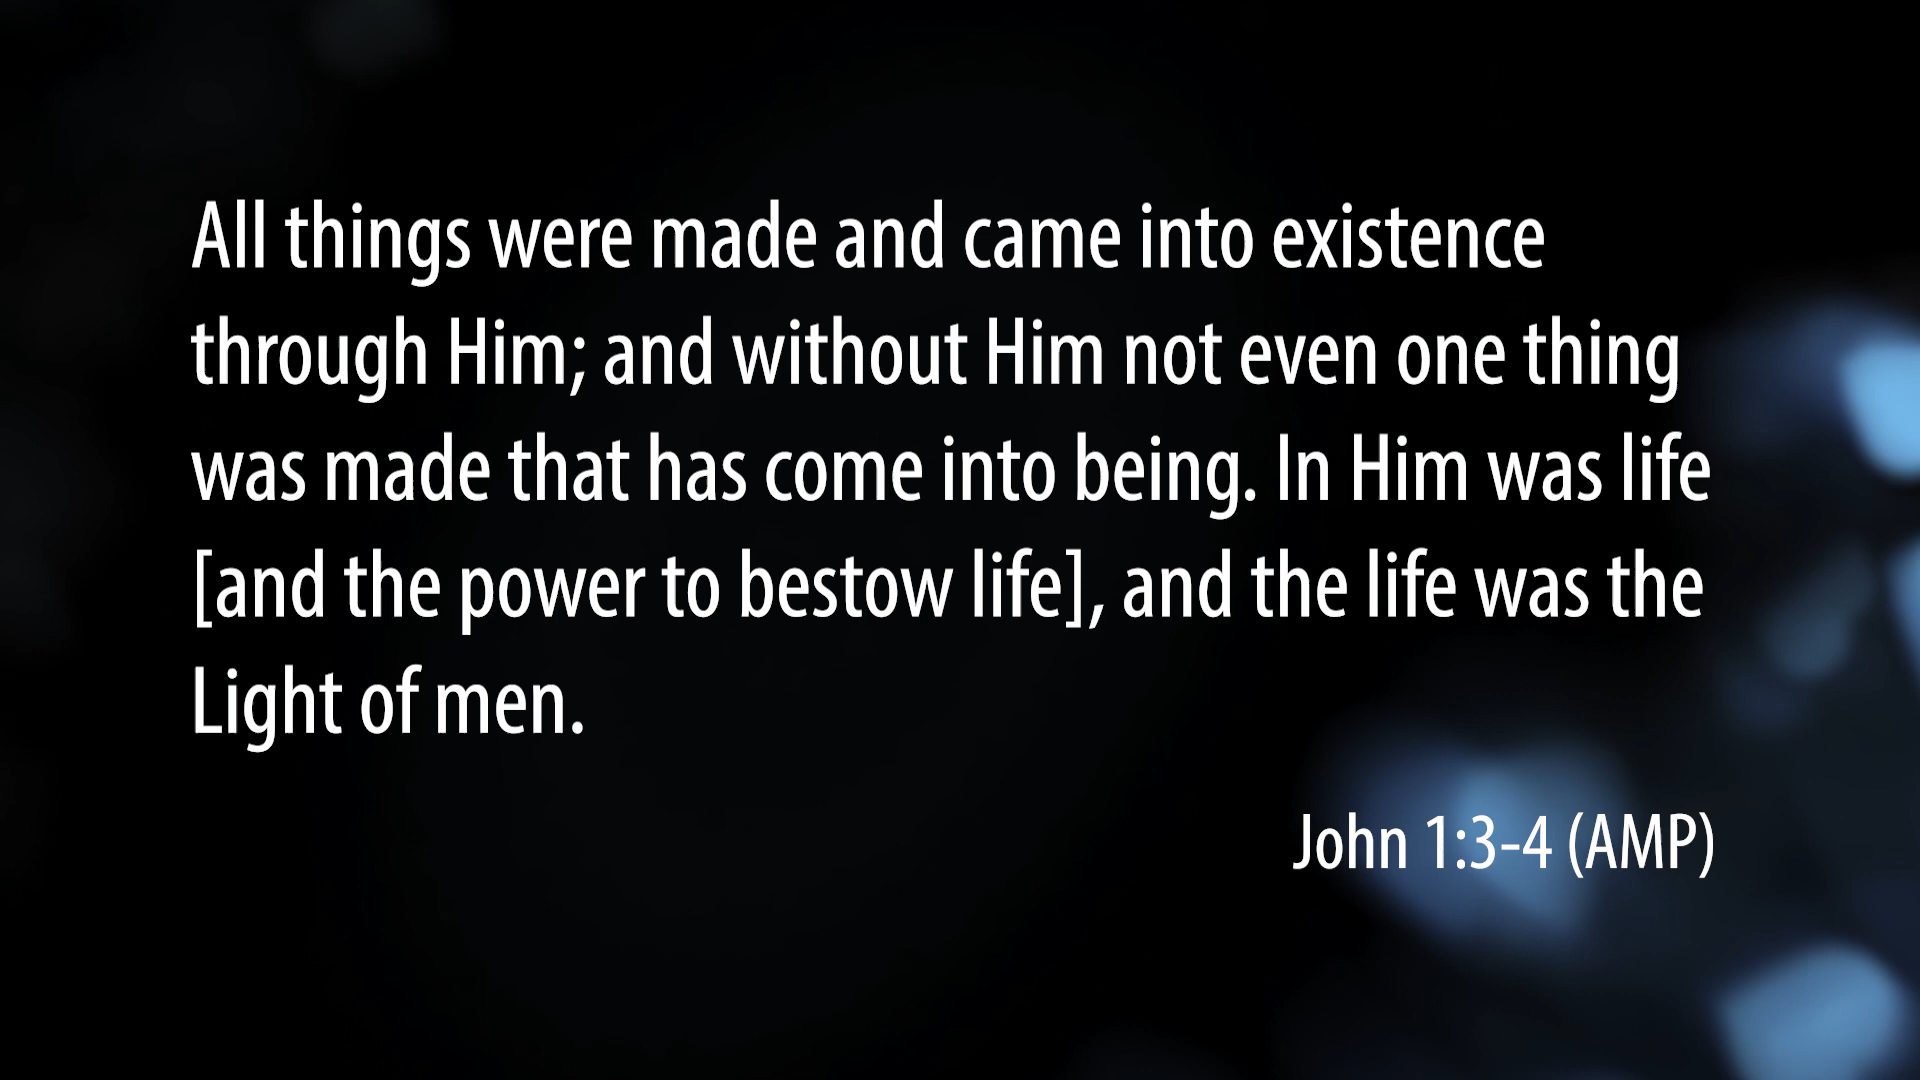 All things were made and came into existence
through Him; and without Him not even one thing
was made that has come into being. In Him was life
[and the power to bestow life], and the life was the
Light of men.
John 1:3-4 (AMP)